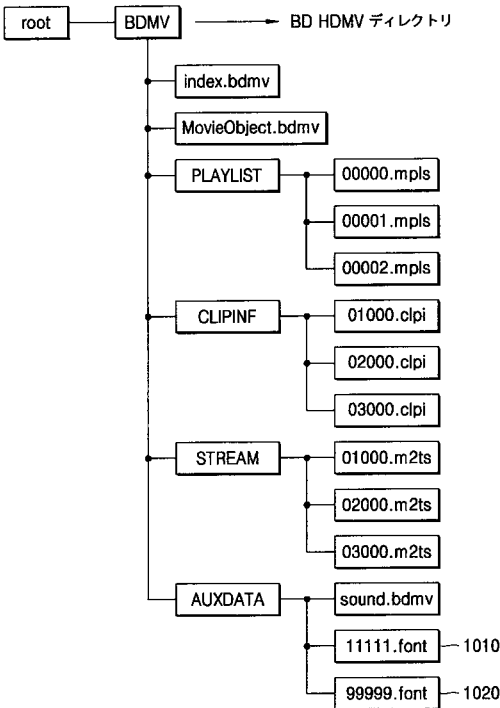 root
BDMV
BD HDMV ディレクトリ
index.bdmv
MovieObject.bdmv
PLAYLIST
00000.mpls
00001.mpls
00002.mpls
CLIPINF
01000.clpi
02000.clpi
03000.clpi
STREAM
01000.m2ts
02000.m2ts
03000.m2ts
AUXDATA
sound.bdmv
11111.font
1010
99999.font
1020